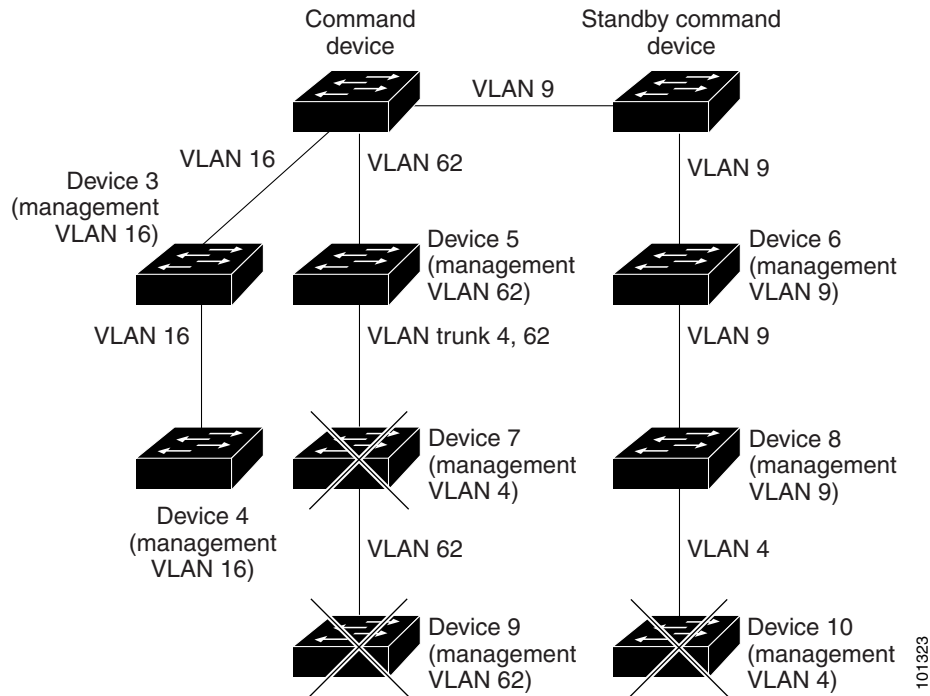 Command
device
Standby command
device
VLAN 9
VLAN 16
VLAN 62
VLAN 9
Device 3
(management
VLAN 16)
Device 5
(management
VLAN 62)
Device 6
(management
VLAN 9)
VLAN 16
VLAN trunk 4, 62
VLAN 9
Device 4
(management
VLAN 16)
Device 7
(management
VLAN 4)
Device 8
(management
VLAN 9)
VLAN 62
VLAN 4
Device 9
(management
VLAN 62)
Device 10
(management
VLAN 4)
101323